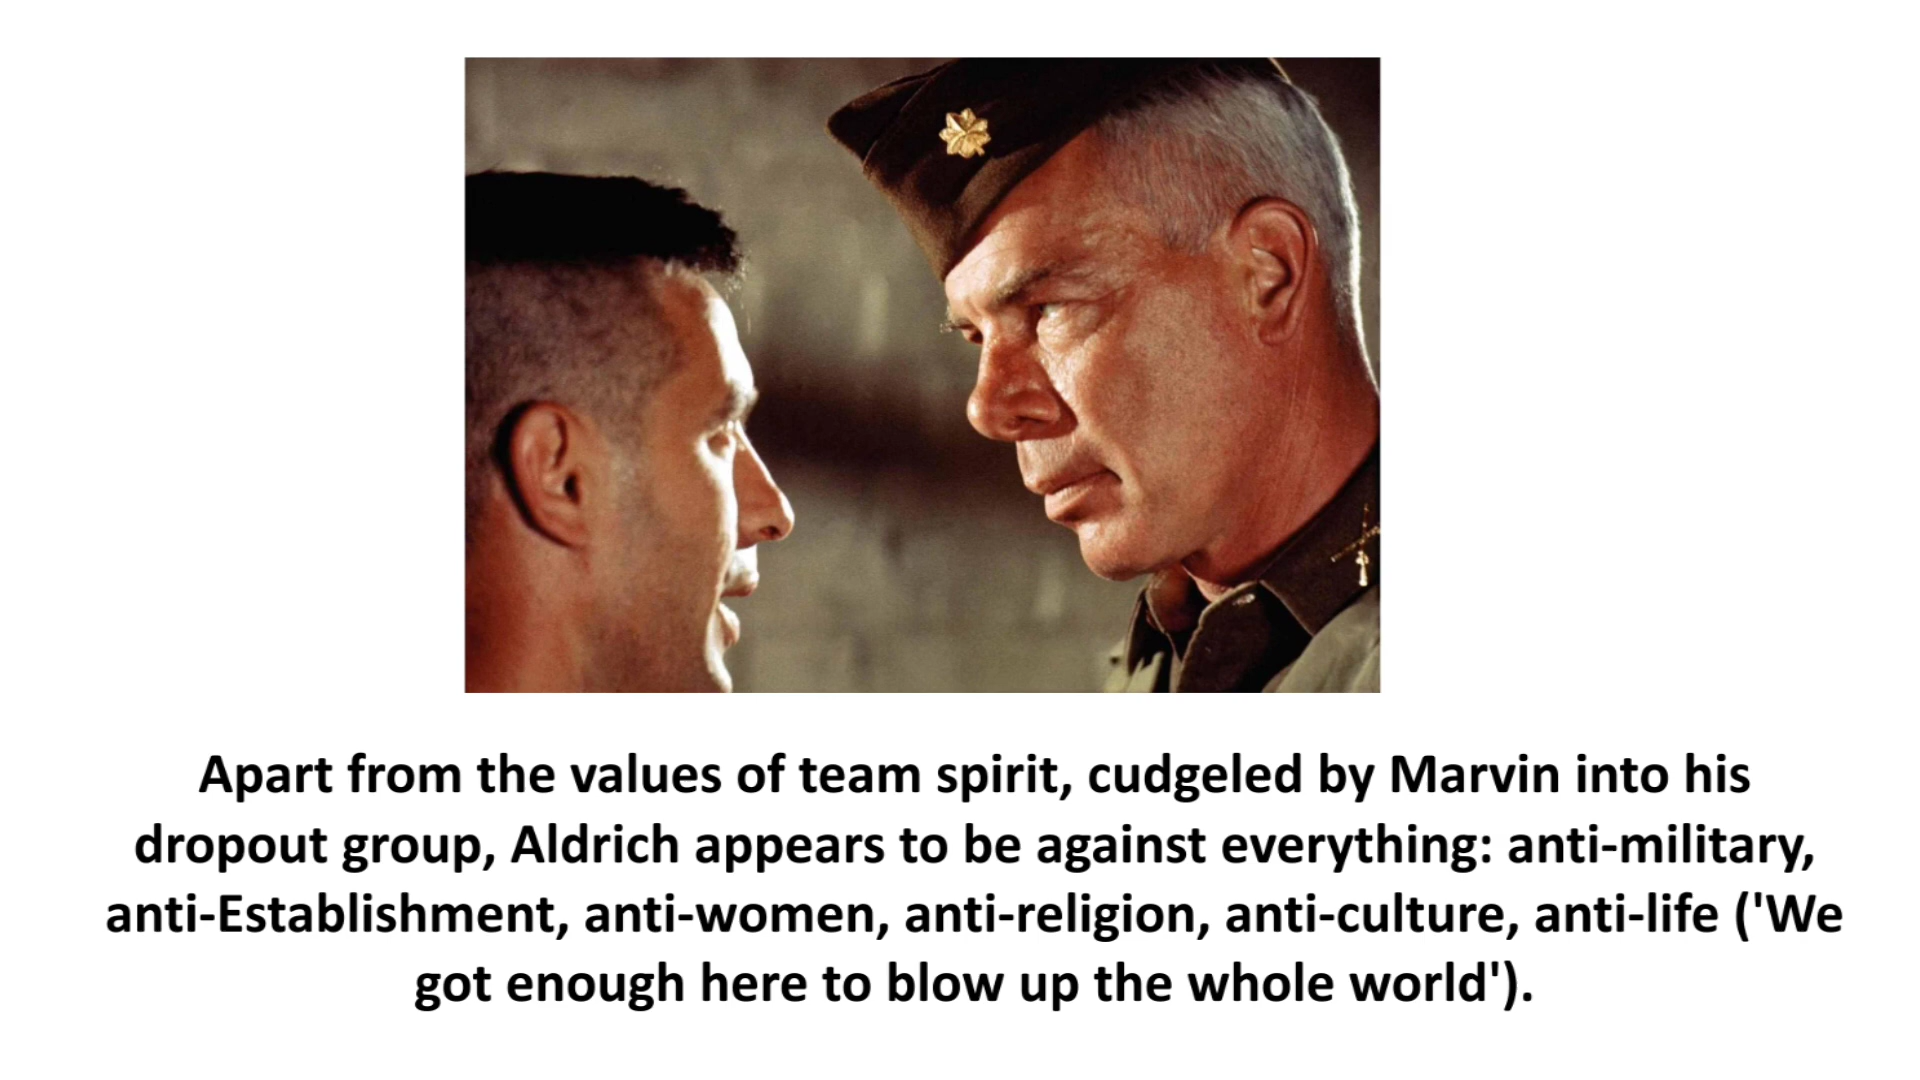 Apart from the values of team spirit, cudgeled by Marvin into his
dropout group, Aldrich appears to be against everything: anti-military,
anti-Establishment, anti-women, anti-religion, anti-culture, anti-life ('We
got enough here to blow up the whole world').